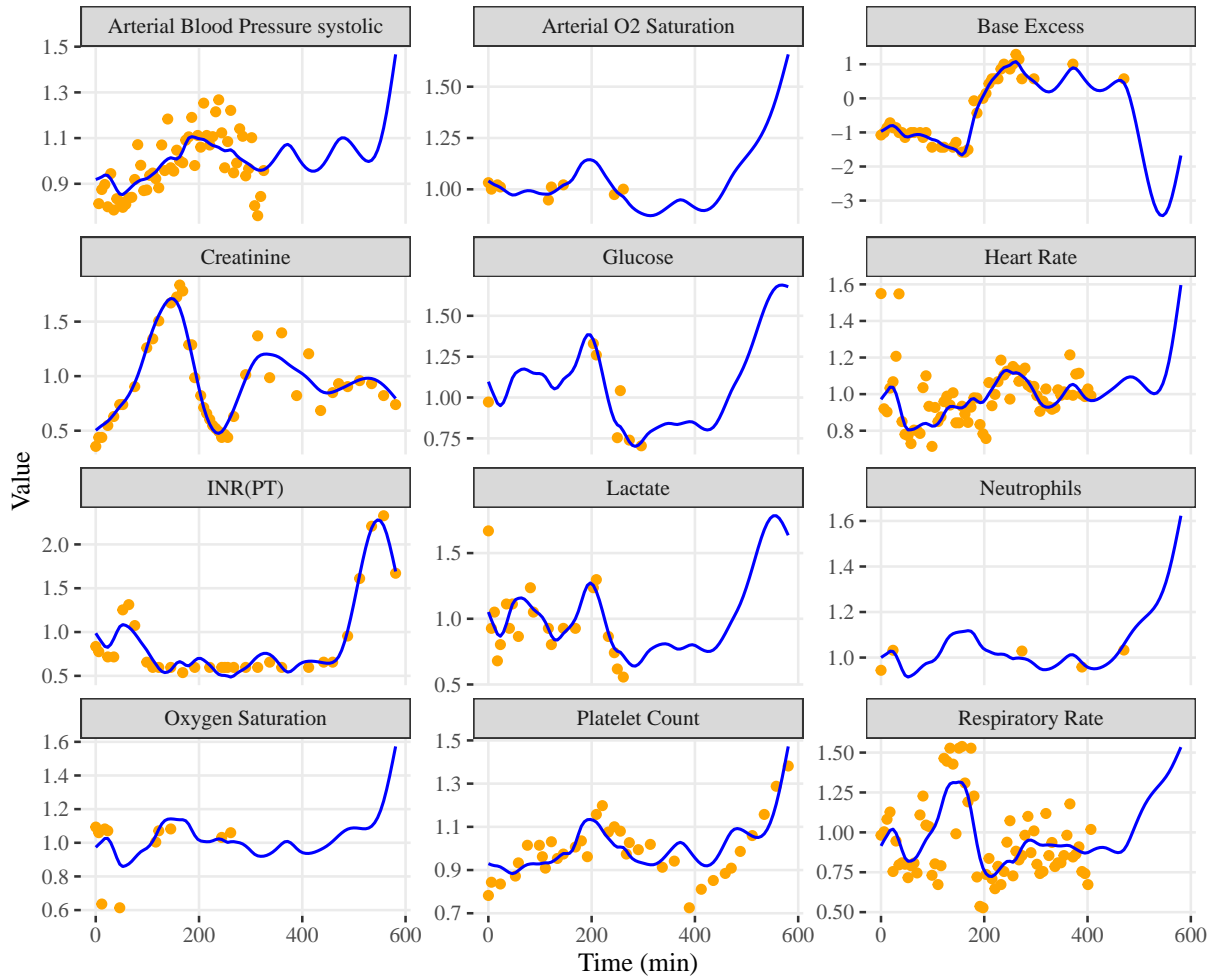 Arterial Blood Pressure systolic
Arterial O2 Saturation
Base Excess
1.5
1.3
1.1
0.9
1.50
1.00
1
0
−1
−2
−3
Creatinine
Glucose
Heart Rate
1.5
1.0
0.5
1.50
1.25
1.00
0.75
1.6
1.4
1.2
1.0
0.8
Value
INR(PT)
Lactate
Neutrophils
2.0
1.5
1.0
0.5
1.5
1.0
0.5
1.6
1.4
1.2
1.0
Oxygen Saturation
Platelet Count
Respiratory Rate
1.6
1.4
1.2
1.0
0.8
0.6
1.5
1.3
1.1
0.9
0.7
1.50
1.25
1.00
0.75
0.50
0 200 400 600
0 200 400 600
0 200 400 600
Time (min)